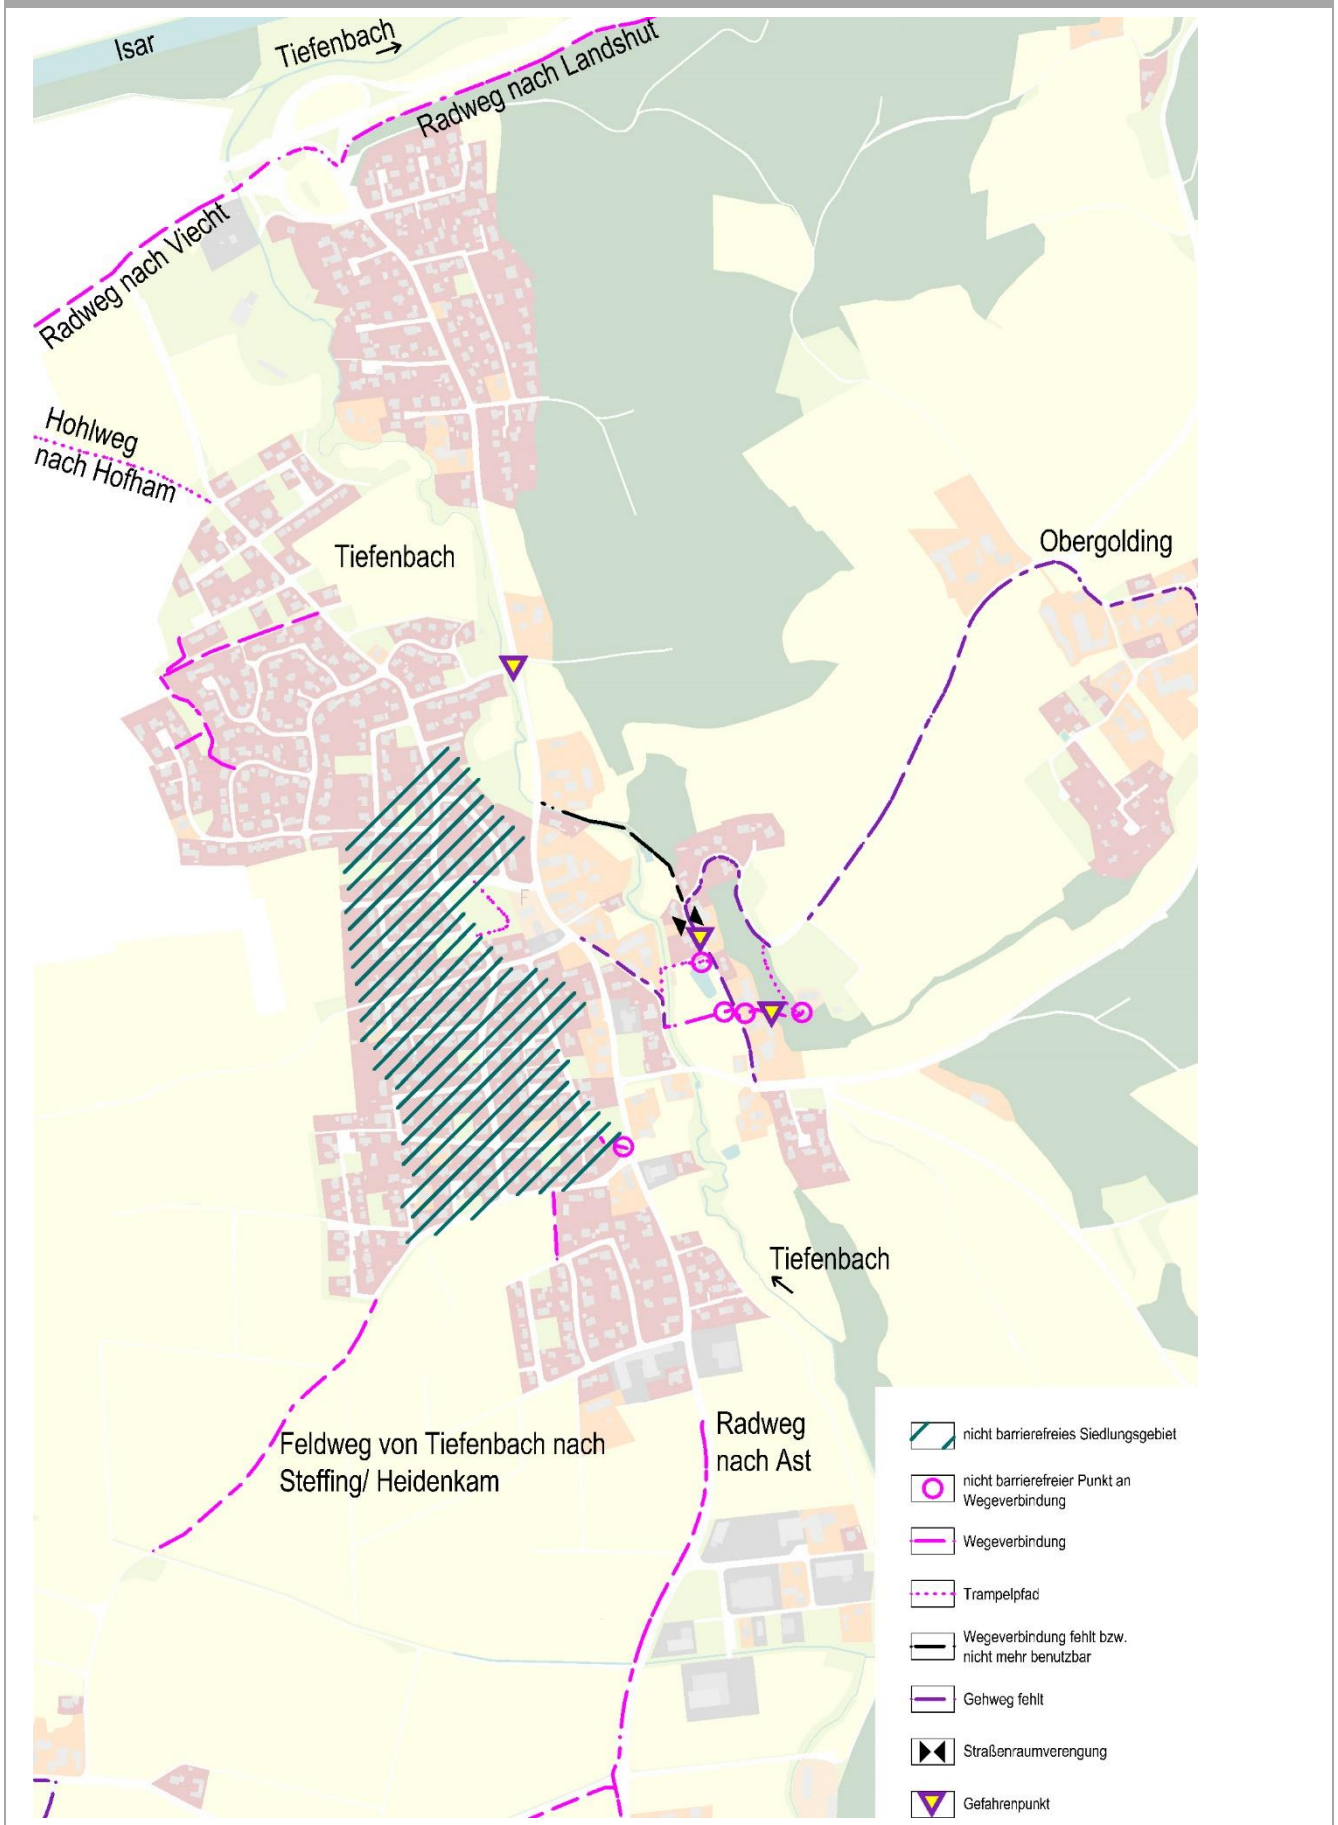 Isar
Tiefenbach
Radweg nach Landshut
Radweg nach Viecht
Hohlweg
nach Hofham
Tiefenbach
Obergolding
F
Tiefenbach
Feldweg von Tiefenbach nach
Steffing/ Heidenkam
Radweg
nach Ast
nicht barrierefreies Siedlungsgebiet
nicht barrierefreier Punkt an
Wegeverbindung
Wegeverbindung
Trampelpfad
Wegeverbindung fehlt bzw.
nicht mehr benutzbar
Gehweg fehlt
Straßenraumverengung
Gefahrenpunkt